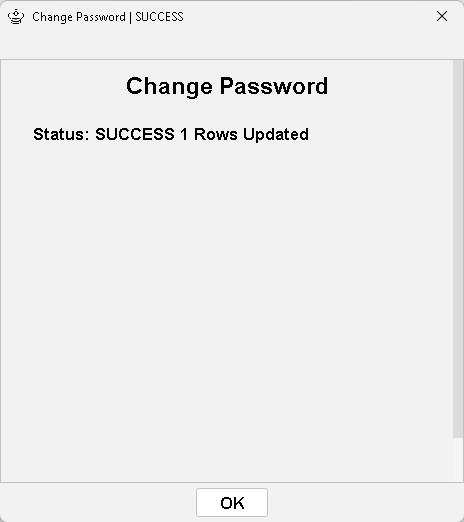 Change Password | SUCCESS
Change Password
Status: SUCCESS 1 Rows Updated
OK